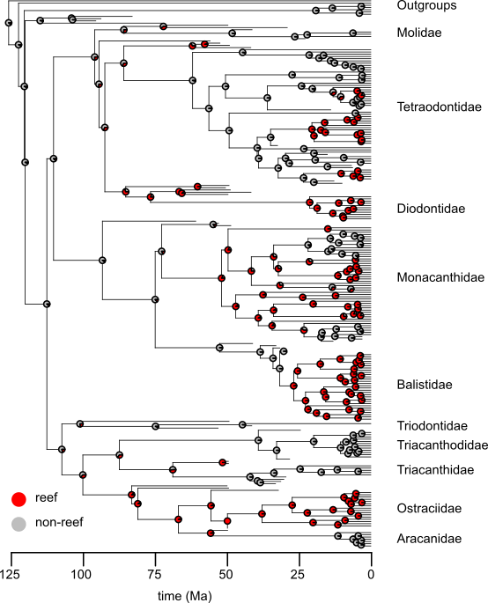 Outgroups
Molidae
Tetraodontidae
Diodontidae
Monacanthidae
Balistidae
Triodontidae
Triacanthodidae
Triacanthidae
Ostraciidae
Aracanidae
reef
non-reef
125 100 75 50 25 0
time (Ma)